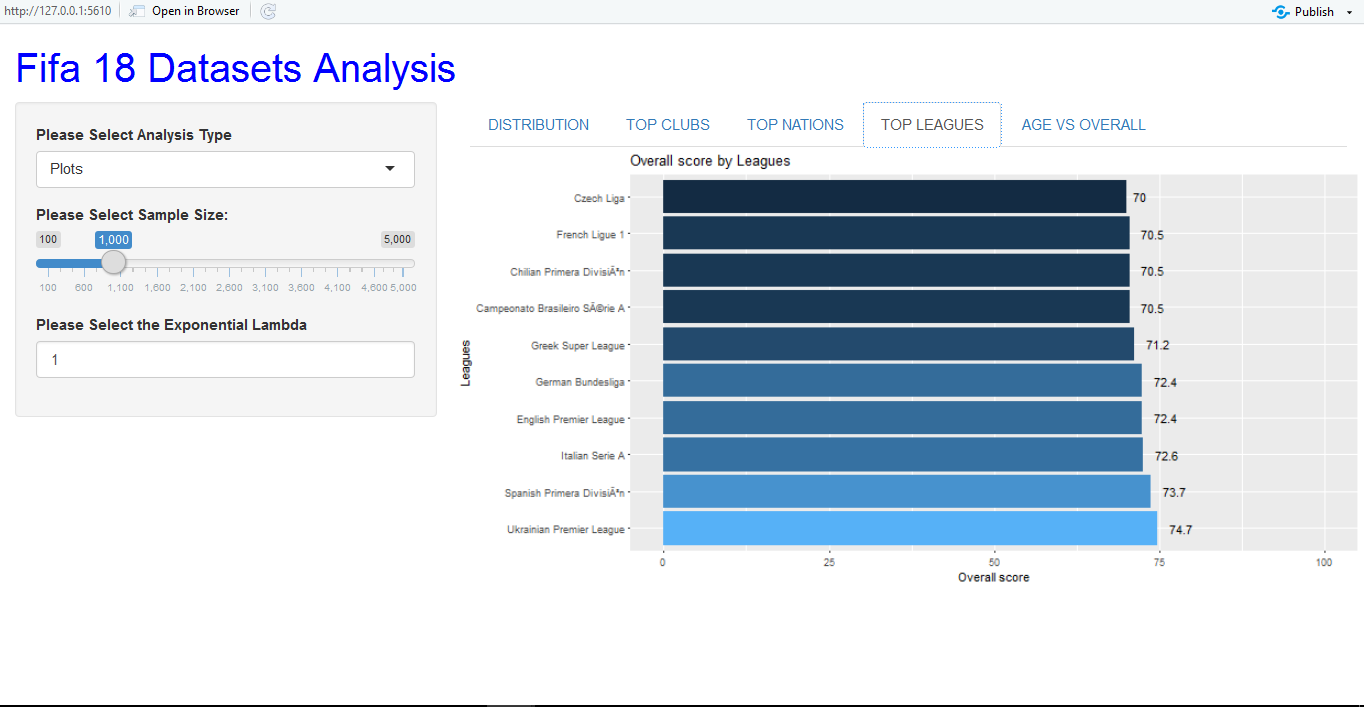 http://127.0.0.1:5610 Open in Browser Publish
Fifa 18 Datasets Analysis
Please Select Analysis Type
Plots
Please Select Sample Size:
100 1,000 5,000
100 600 1,100 1,600 2,100 2,600 3,100 3,600 4,100 4,600 5,000
Please Select the Exponential Lambda
1
DISTRIBUTION TOP CLUBS TOP NATIONS TOP LEAGUES AGE VS OVERALL
Overall score by Leagues
Leagues
Czech Liga 70
French Ligue 1 70.5
Chilian Primera DivisiÃªn 70.5
Campeonato Brasileiro SÃ©rie A 70.5
Greek Super League 71.2
German Bundesliga 72.4
English Premier League 72.4
Italian Serie A 72.6
Spanish Primera DivisiÃªn 73.7
Ukrainian Premier League 74.7
0 25 50 75 100
Overall score